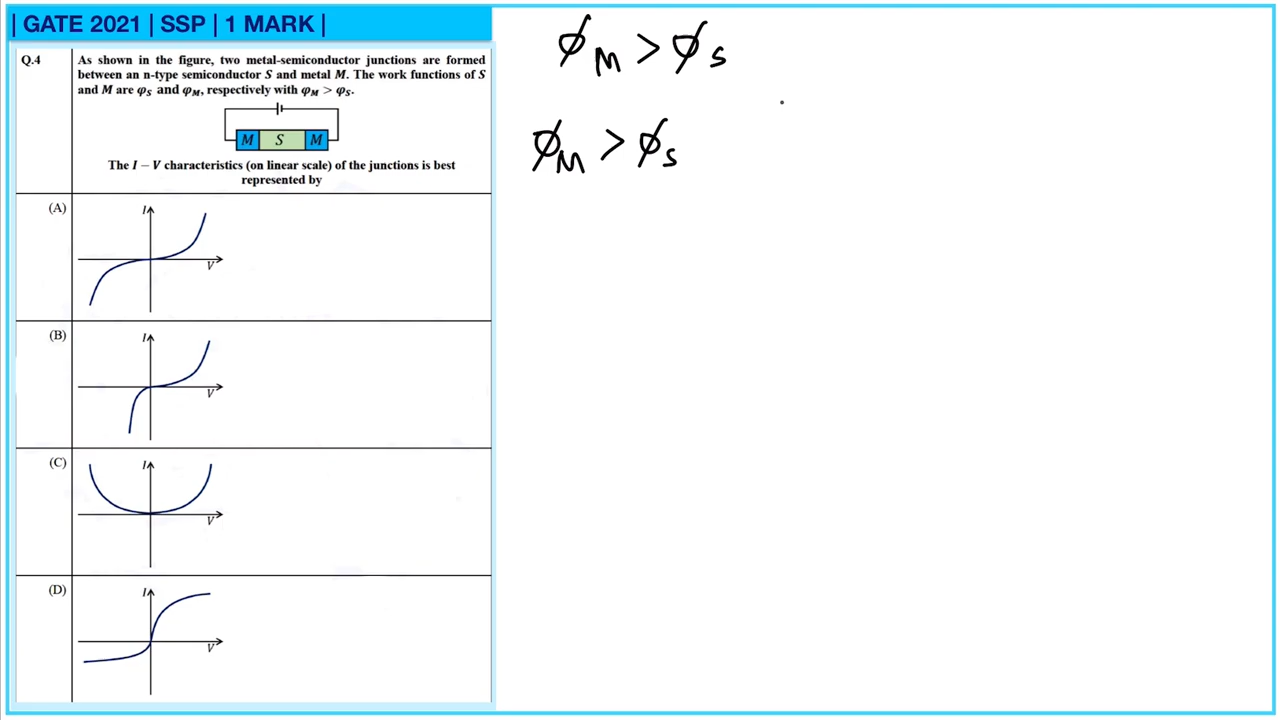 | GATE 2021 | SSP | 1 MARK |
Q.4 As shown in the figure, two metal-semiconductor junctions are formed
between an n-type semiconductor S and metal M. The work functions of S
and M are φS and φM, respectively with φM > φS.
M S M
The I − V characteristics (on linear scale) of the junctions is best
represented by
(A)
I
V
(B)
I
V
(C)
I
V
(D)
I
V
ϕM > ϕS
ϕM > ϕS